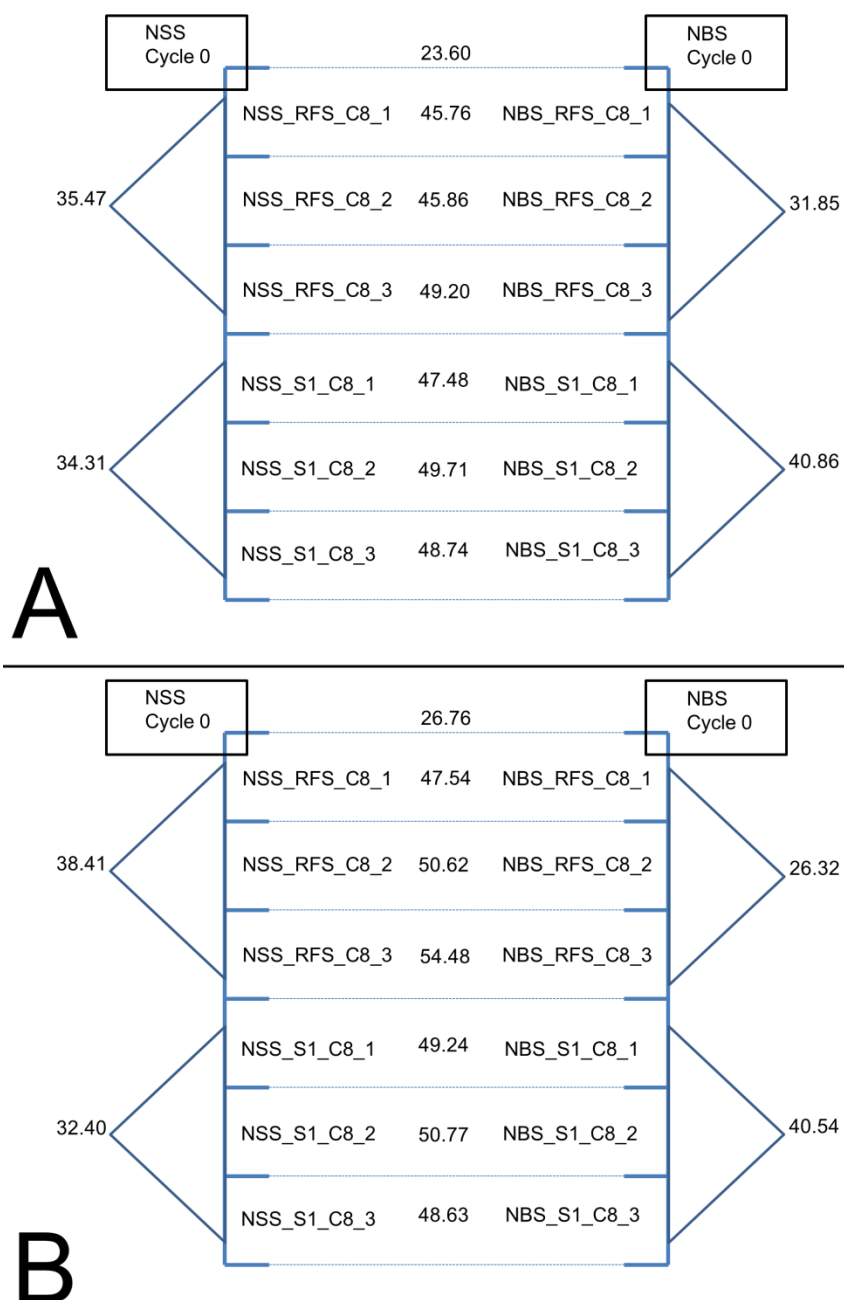 NSS
Cycle 0
23.60
NBS
Cycle 0
NSS_RFS_C8_1 45.76 NBS_RFS_C8_1
35.47
NSS_RFS_C8_2 45.86 NBS_RFS_C8_2
31.85
NSS_RFS_C8_3 49.20 NBS_RFS_C8_3
NSS_S1_C8_1 47.48 NBS_S1_C8_1
34.31
NSS_S1_C8_2 49.71 NBS_S1_C8_2
40.86
NSS_S1_C8_3 48.74 NBS_S1_C8_3
A
NSS
Cycle 0
26.76
NBS
Cycle 0
NSS_RFS_C8_1 47.54 NBS_RFS_C8_1
38.41
NSS_RFS_C8_2 50.62 NBS_RFS_C8_2
26.32
NSS_RFS_C8_3 54.48 NBS_RFS_C8_3
NSS_S1_C8_1 49.24 NBS_S1_C8_1
32.40
NSS_S1_C8_2 50.77 NBS_S1_C8_2
40.54
NSS_S1_C8_3 48.63 NBS_S1_C8_3
B